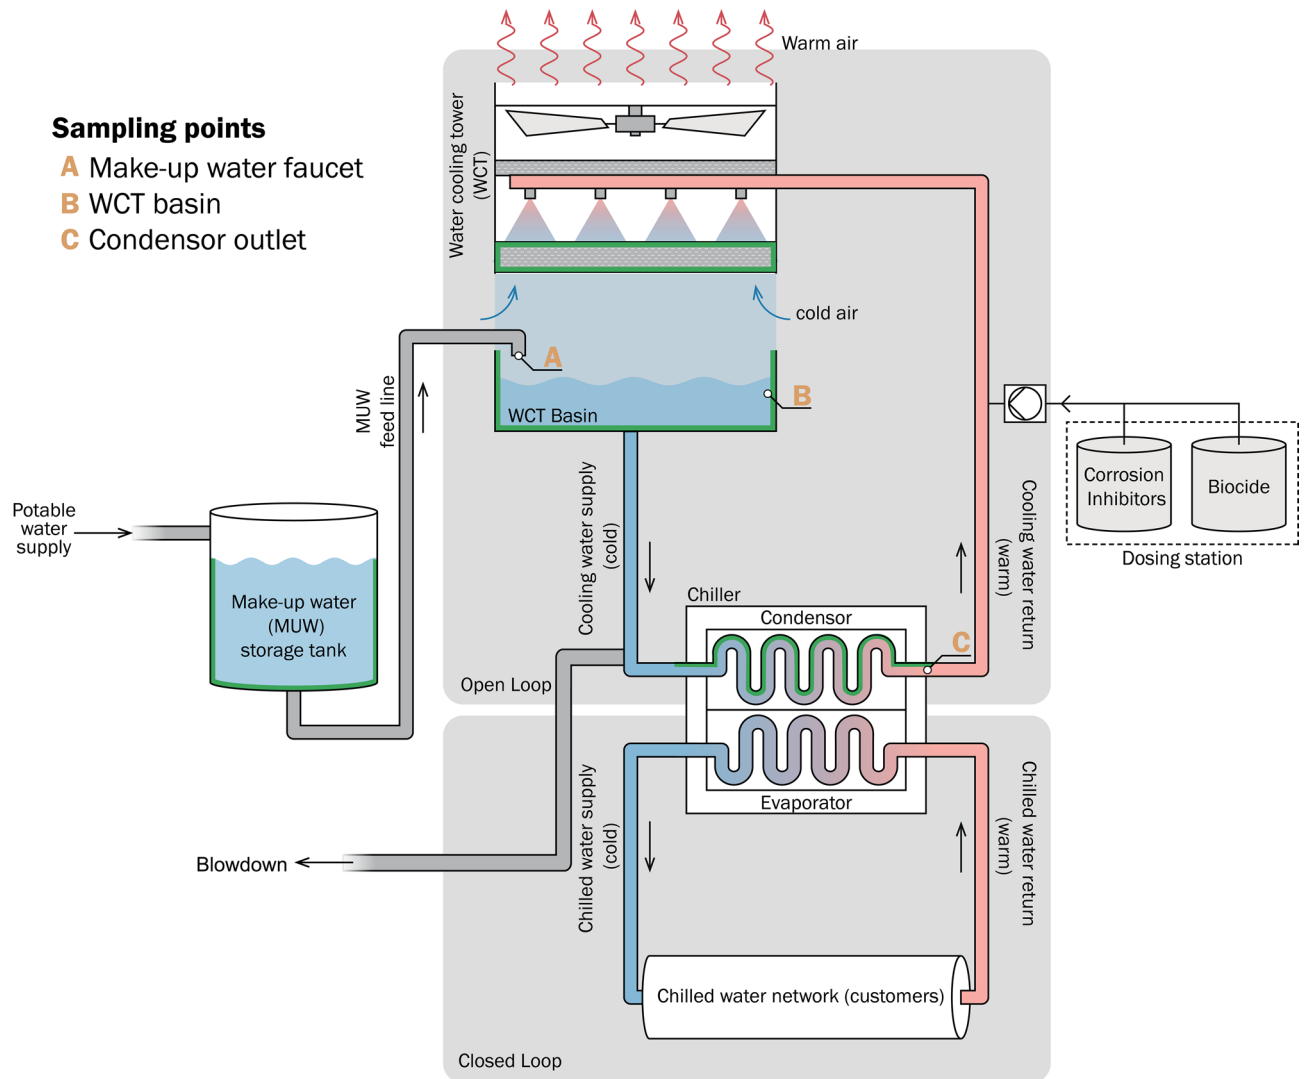 Warm air
Sampling points
A Make-up water faucet
B WCT basin
C Condensor outlet
Water cooling tower
(WCT)
cold air
A
B
WCT Basin
MUW
feed line
Potable
water
supply
Make-up water
(MUW)
storage tank
Cooling water supply
(cold)
Cooling water return
(warm)
Corrosion
Inhibitors
Biocide
Dosing station
Chiller
Condensor
C
Open Loop
Evaporator
Blowdown
Chilled water supply
(cold)
Chilled water return
(warm)
Chilled water network (customers)
Closed Loop